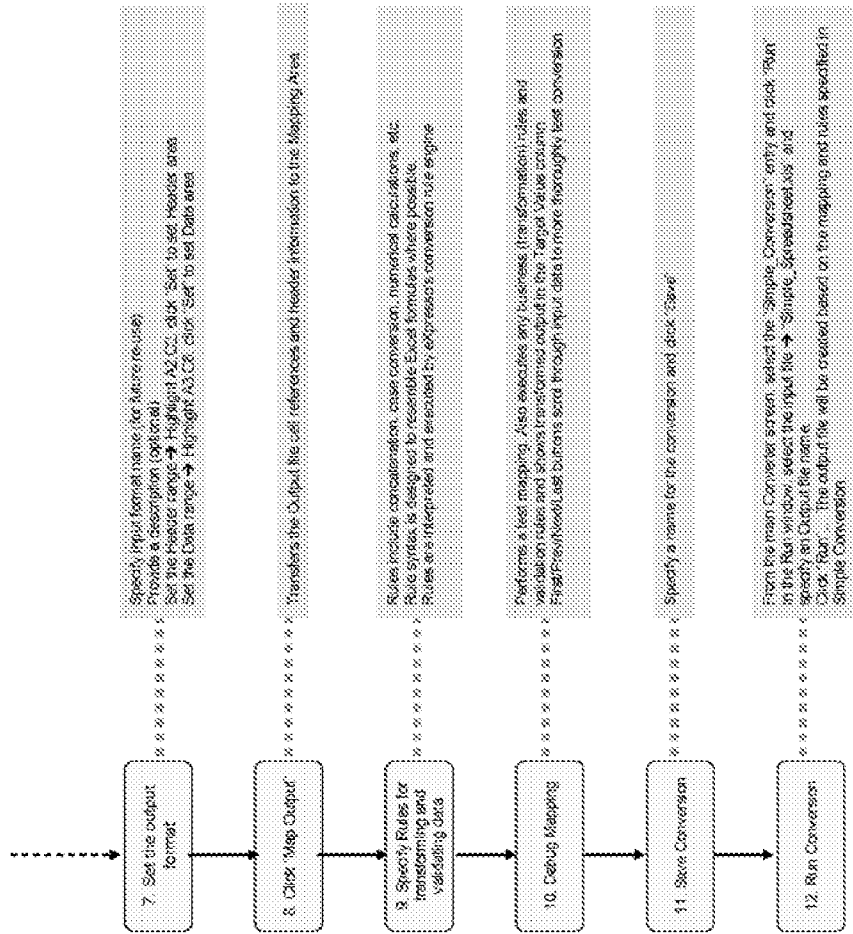 7. Set the output
format
Specify input format name (for future re-use)
Provide a description (optional)
Set the Header range → Highlight A2:C2, click 'Set' to set Header area
Set the Data range → Highlight A3:C8, click 'Set' to set Data area
8. Click 'Map Output'
Transfers the Output file cell references and header information to the Mapping Area
9. Specify Rules for
transforming and
validating data
Rules include concatenation, case conversion, numerical calculations, etc.
Rule syntax is designed to resemble Excel formulas where possible.
Rules are interpreted and executed by conversion rule engine
10. Debug Mapping
Performs a test mapping. Also executes any business (transformation) rules and
validation rules and shows transformed output in the Target Value column
First/Prev/Next/Last buttons scroll through input data to more thoroughly test conversion
11. Store Conversion
Specify a name for the conversion and click 'Save'
12. Run Conversion
From the main Converter screen, select the 'Simple_Conversion' entry and click 'Run'
In the Run window, select the input file → 'Simple_Spreadsheet.xls' and
specify an Output file name.
Click 'Run'. The output file will be created based on the mapping and rules specified in
Simple Conversion